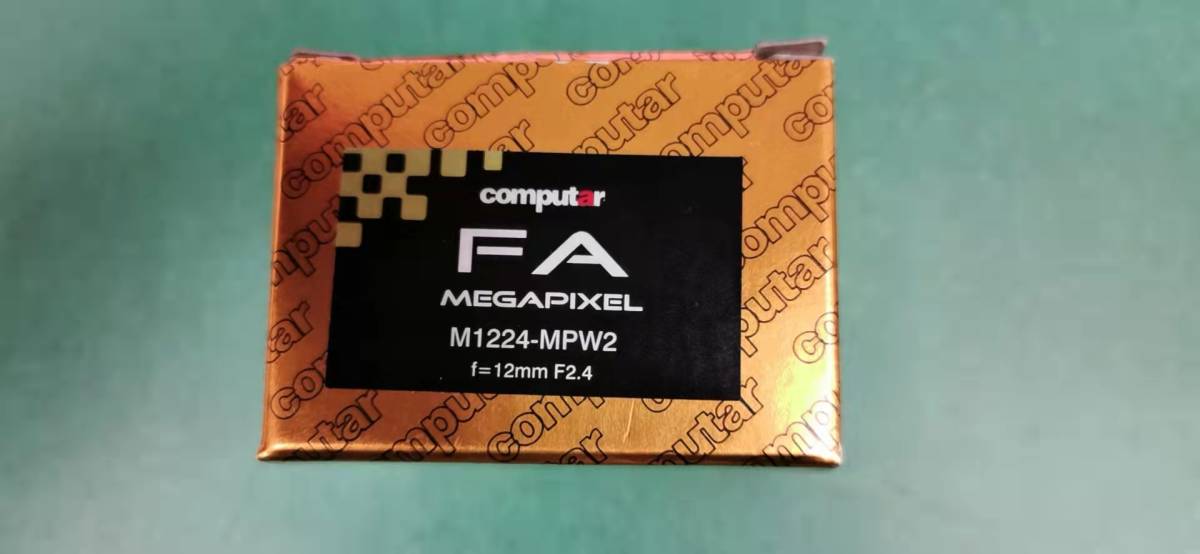 computar
FA
MEGAPIXEL
M1224-MPW2
f=12mm F2.4